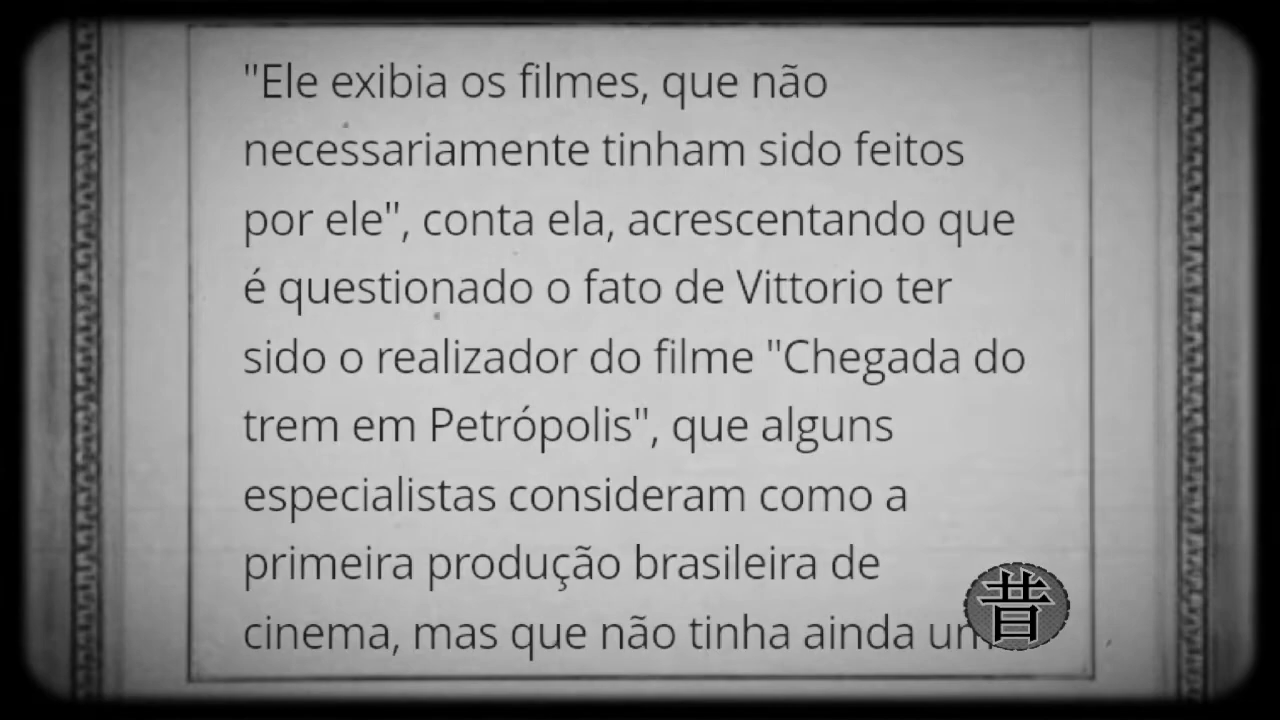 "Ele exibia os filmes, que não
necessariamente tinham sido feitos
por ele", conta ela, acrescentando que
é questionado o fato de Vittorio ter
sido o realizador do filme "Chegada do
trem em Petrópolis", que alguns
especialistas consideram como a
primeira produção brasileira de
cinema, mas que não tinha ainda
昔